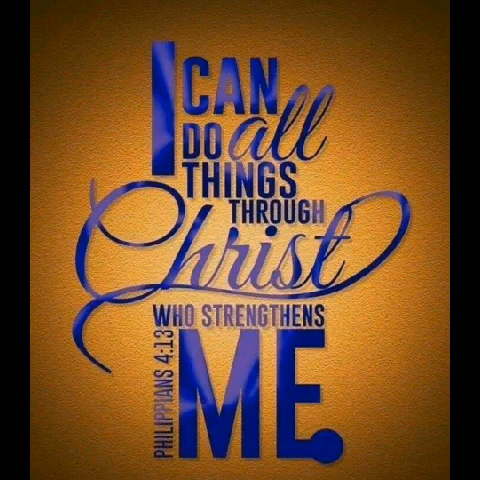 I CAN
DO all
THINGS
THROUGH
Christ
WHO STRENGTHENS
ME.
PHILIPPIANS 4:13